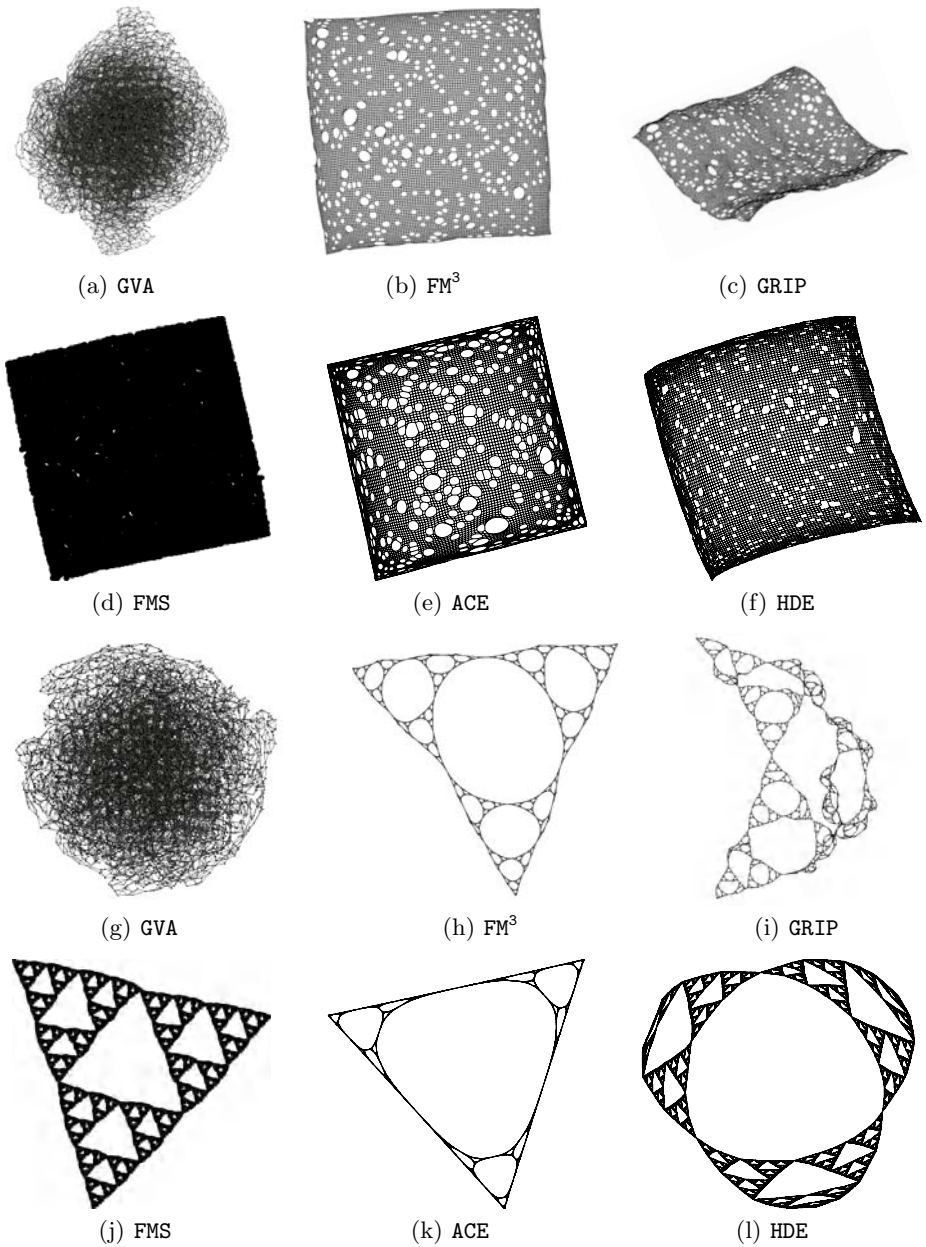 (a) GVA
(b) FM³
(c) GRIP
(d) FMS
(e) ACE
(f) HDE
(g) GVA
(h) FM³
(i) GRIP
(j) FMS
(k) ACE
(l) HDE